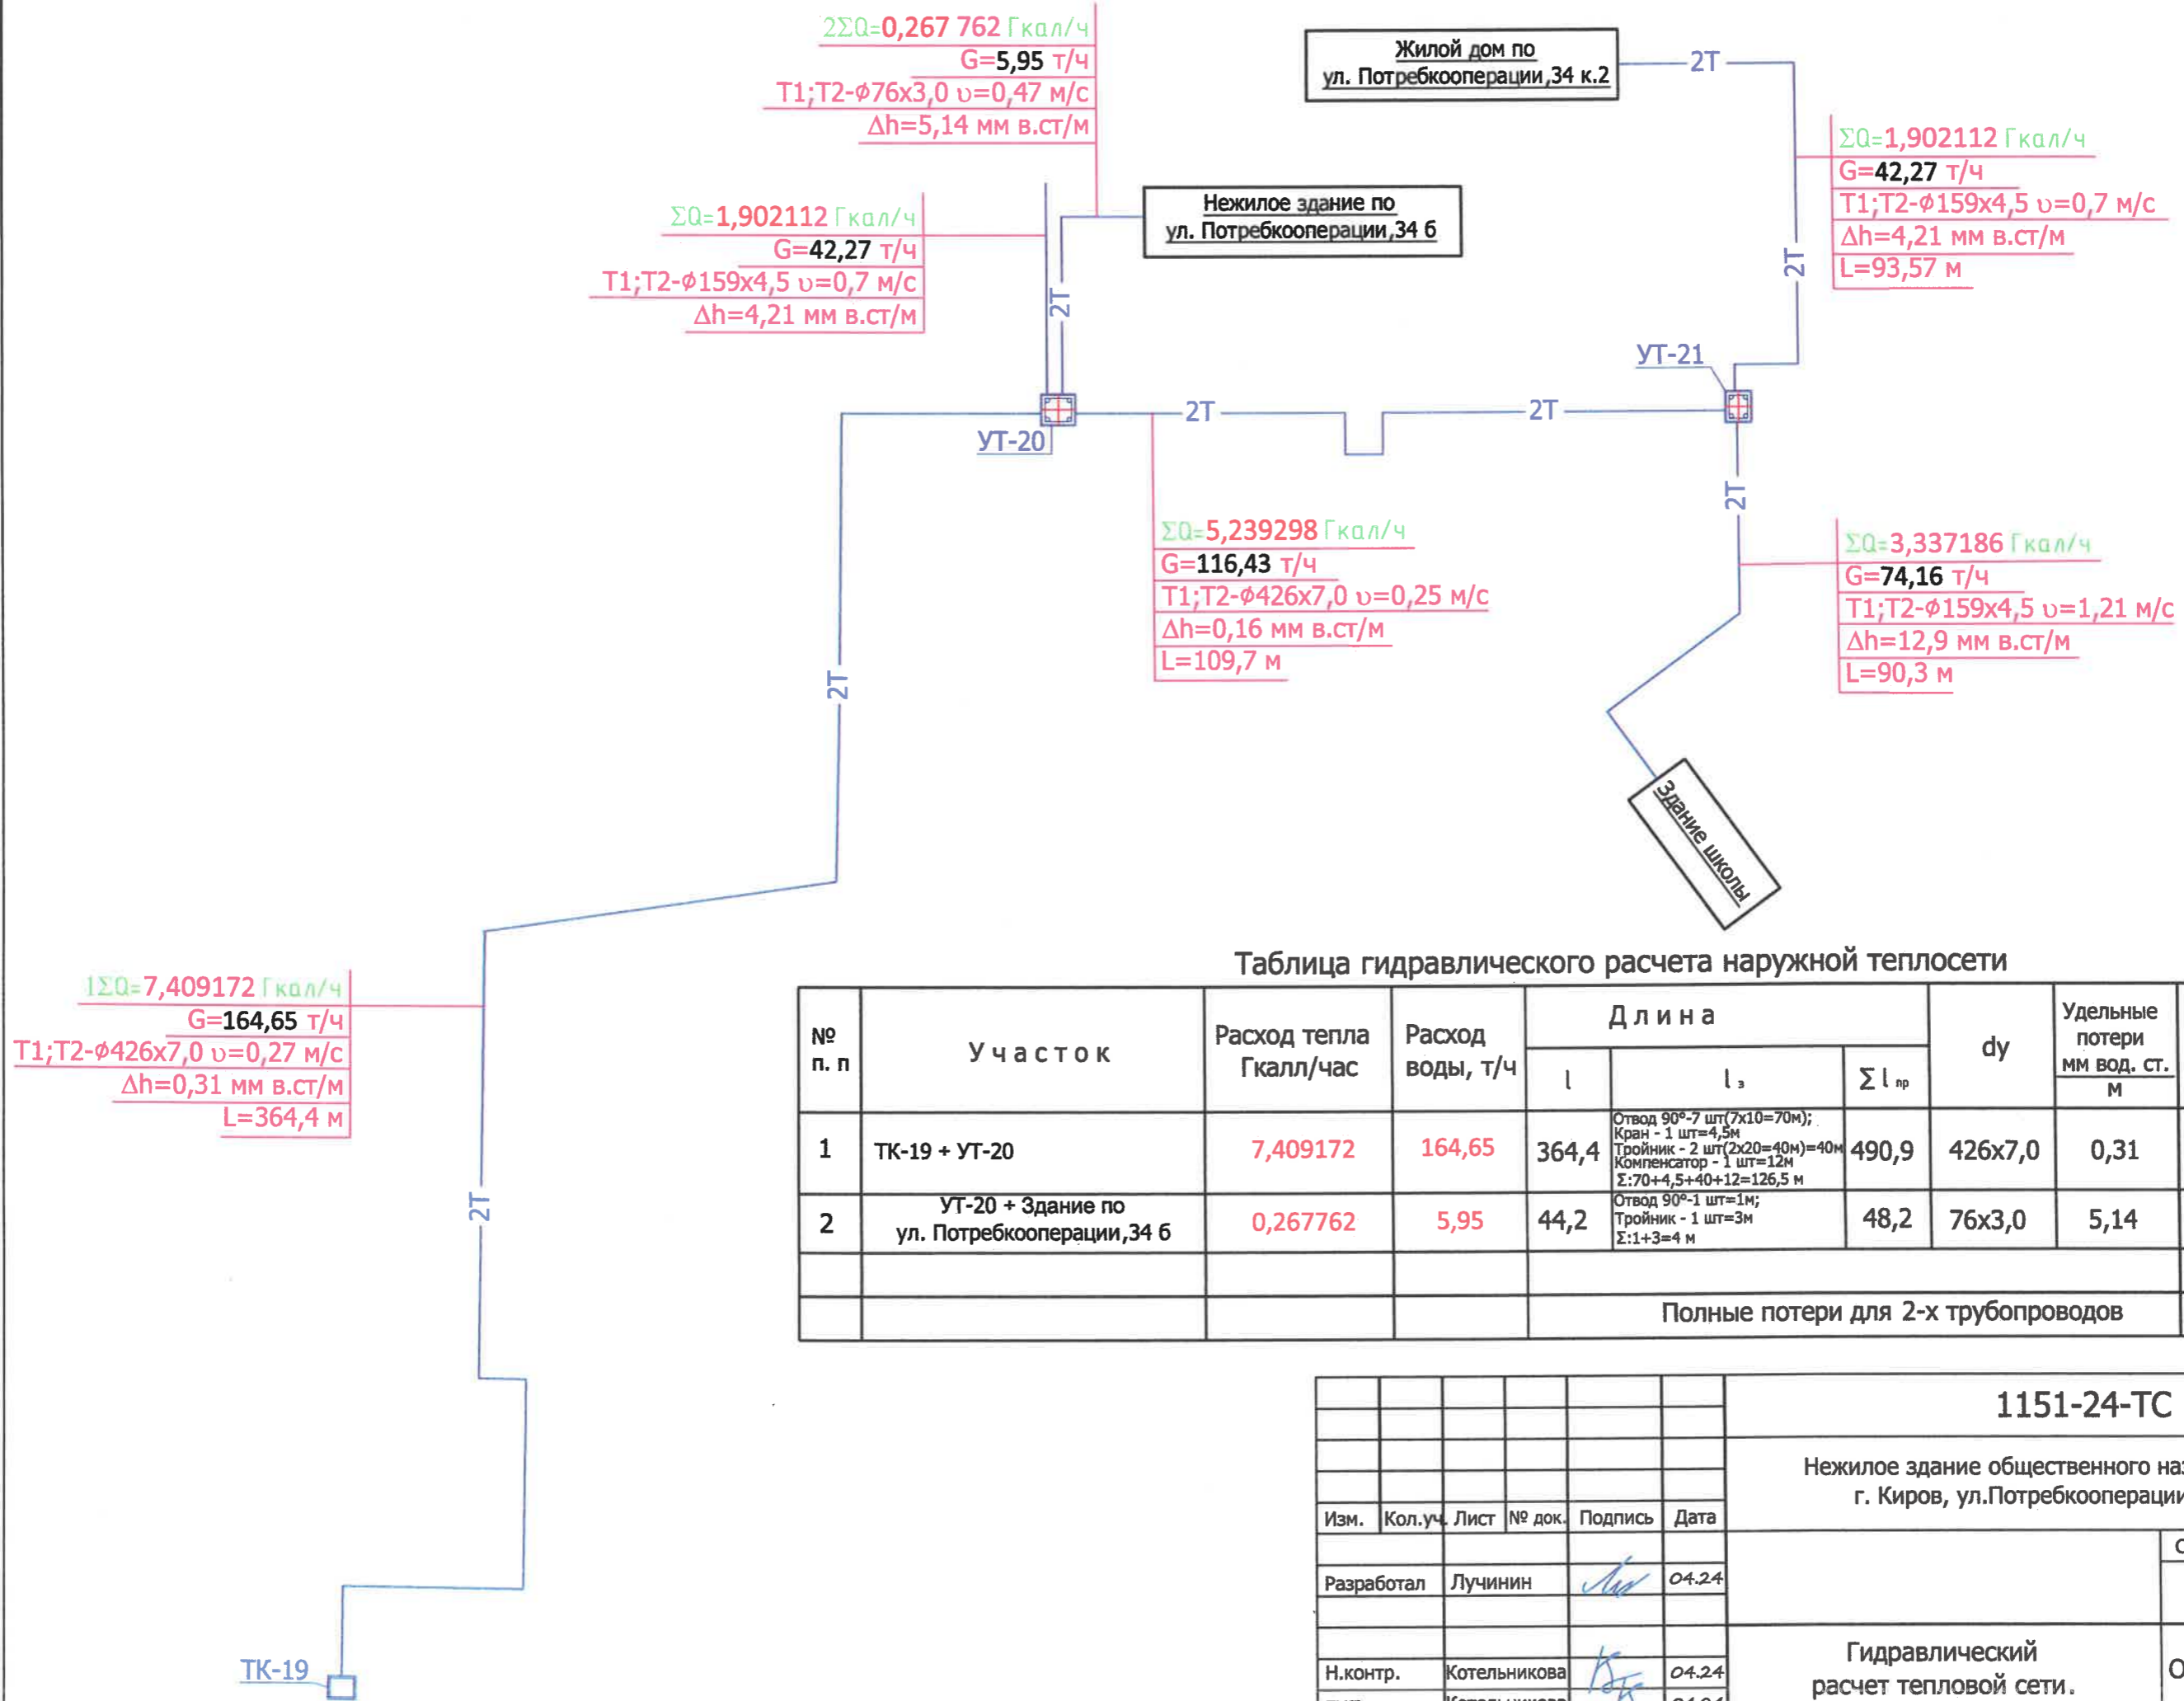 2ΣQ=0,267 762 Гкал/ч
G=5,95 т/ч
Т1;Т2-ϕ76х3,0 υ=0,47 м/с
Δh=5,14 мм в.ст/м
Жилой дом по
ул. Потребкооперации,34 к.2
2Т
ΣQ=1,902112 Гкал/ч
G=42,27 т/ч
Т1;Т2-ϕ159х4,5 υ=0,7 м/с
Δh=4,21 мм в.ст/м
L=93,57 м
2Т
Нежилое здание по
ул. Потребкооперации,34 б
ΣQ=1,902112 Гкал/ч
G=42,27 т/ч
Т1;Т2-ϕ159х4,5 υ=0,7 м/с
Δh=4,21 мм в.ст/м
2Т
УТ-21
УТ-20
2Т
2Т
2Т
ΣQ=5,239298 Гкал/ч
G=116,43 т/ч
Т1;Т2-ϕ426х7,0 υ=0,25 м/с
Δh=0,16 мм в.ст/м
L=109,7 м
ΣQ=3,337186 Гкал/ч
G=74,16 т/ч
Т1;Т2-ϕ159х4,5 υ=1,21 м/с
Δh=12,9 мм в.ст/м
L=90,3 м
2Т
Здание школы
1ΣQ=7,409172 Гкал/ч
G=164,65 т/ч
Т1;Т2-ϕ426х7,0 υ=0,27 м/с
Δh=0,31 мм в.ст/м
L=364,4 м
2Т
ТК-19
Таблица гидравлического расчета наружной теплосети
№ п. п
Участок
Расход тепла Гкалл/час
Расход воды, т/ч
Длина
l
l э
Σ l пр
dу
Удельные потери мм вод. ст. м
1
ТК-19 ÷ УТ-20
7,409172
164,65
364,4
Отвод 90°-7 шт(7х10=70м);
Кран - 1 шт=4,5м
Тройник - 2 шт(2х20=40м)=40м
Компенсатор - 1 шт=12м
Σ:70+4,5+40+12=126,5 м
490,9
426х7,0
0,31
2
УТ-20 ÷ Здание по
ул. Потребкооперации,34 б
0,267762
5,95
44,2
Отвод 90°-1 шт=1м;
Тройник - 1 шт=3м
Σ:1+3=4 м
48,2
76х3,0
5,14
Полные потери для 2-х трубопроводов
1151-24-ТС
Нежилое здание общественного на
г. Киров, ул.Потребкооперации
Изм. Кол.уч. Лист № док. Подпись Дата
Разработал Лучинин 04.24
Н.контр. Котельникова 04.24
Гидравлический
расчет тепловой сети.